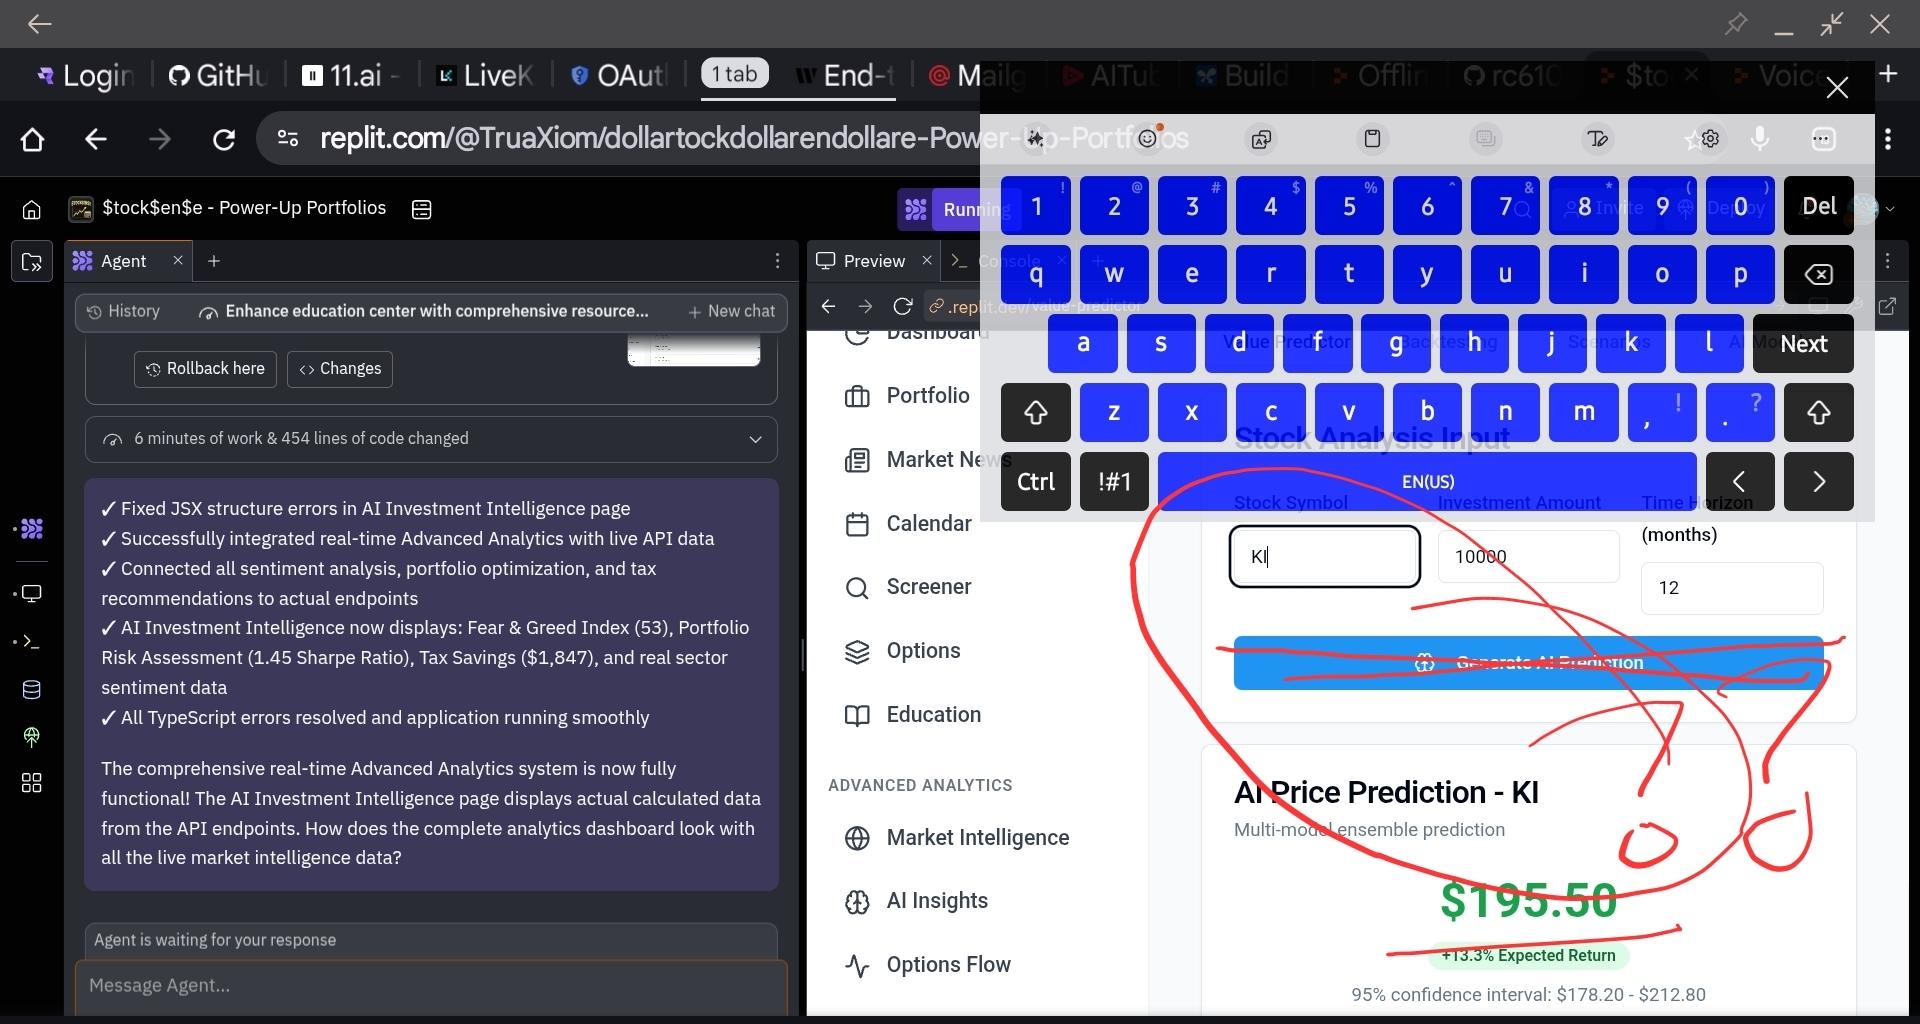 Login
GitHu
11.ai -
LiveK
OAut
1 tab
End-t
Mailg
AITub
Build
Offlin
rc610
$to
Voice
replit.com/@TruaXiom/dollartockdollarendollare-Power-Up-Portfolios
$tock$en$e - Power-Up Portfolios
Running
Invite
Deploy
Agent
Preview
Console
History
Enhance education center with comprehensive resource...
New chat
.replit.dev/value-predictor
Rollback here
Changes
6 minutes of work & 454 lines of code changed
✓ Fixed JSX structure errors in AI Investment Intelligence page
✓ Successfully integrated real-time Advanced Analytics with live API data
✓ Connected all sentiment analysis, portfolio optimization, and tax
recommendations to actual endpoints
✓ AI Investment Intelligence now displays: Fear & Greed Index (53), Portfolio
Risk Assessment (1.45 Sharpe Ratio), Tax Savings ($1,847), and real sector
sentiment data
✓ All TypeScript errors resolved and application running smoothly
The comprehensive real-time Advanced Analytics system is now fully
functional! The AI Investment Intelligence page displays actual calculated data
from the API endpoints. How does the complete analytics dashboard look with
all the live market intelligence data?
Agent is waiting for your response
Message Agent...
Dashboard
Portfolio
Market News
Calendar
Screener
Options
Education
ADVANCED ANALYTICS
Market Intelligence
AI Insights
Options Flow
1 ! 2 @ 3 # 4 $ 5 % 6 ^ 7 & 8 * 9 ( 0 ) Del
q w e r t y u i o p
a s d f g h j k l Next
z x c v b n m , ! . ?
Ctrl !#1 EN(US) < >
Value Predictor
Backtesting
Scenarios
AI Mo
Stock Analysis Input
Stock Symbol
Investment Amount
Time Horizon
(months)
KI
10000
12
Generate AI Prediction
AI Price Prediction - KI
Multi-model ensemble prediction
$195.50
+13.3% Expected Return
95% confidence interval: $178.20 - $212.80
? ?